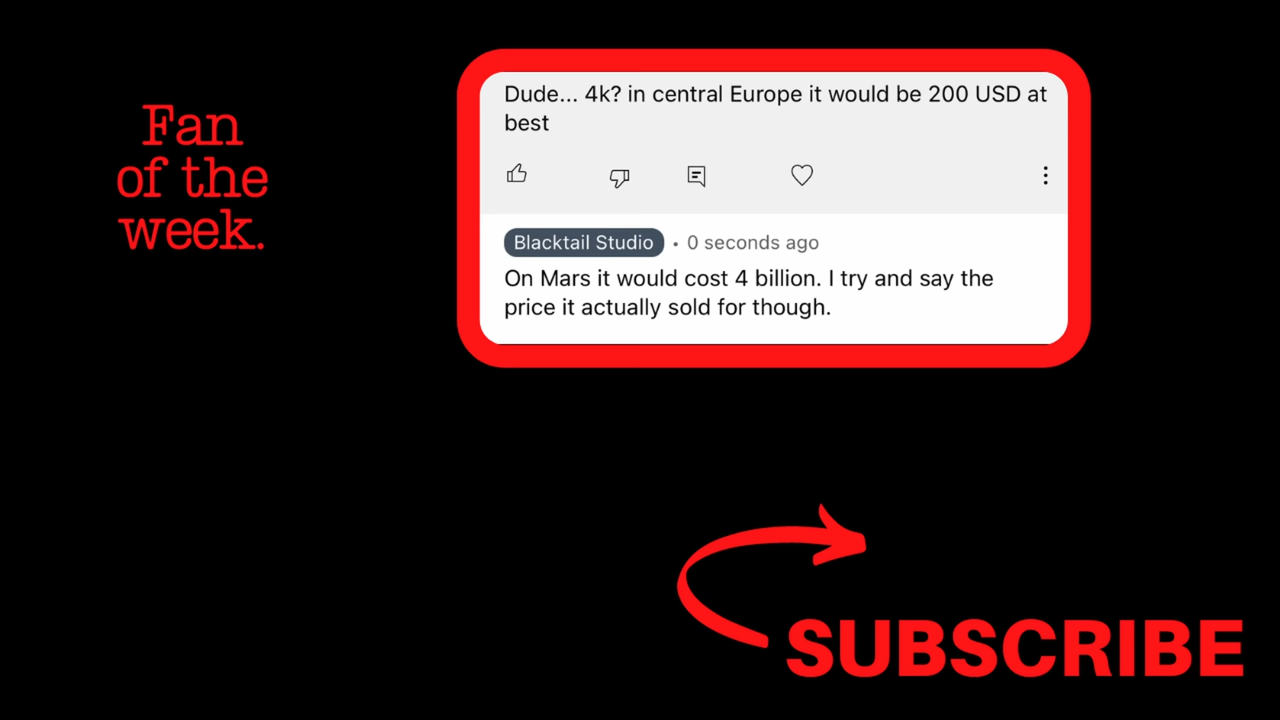 Fan
of the
week.
Dude... 4k? in central Europe it would be 200 USD at
best
Blacktail Studio • 0 seconds ago
On Mars it would cost 4 billion. I try and say the
price it actually sold for though.
SUBSCRIBE